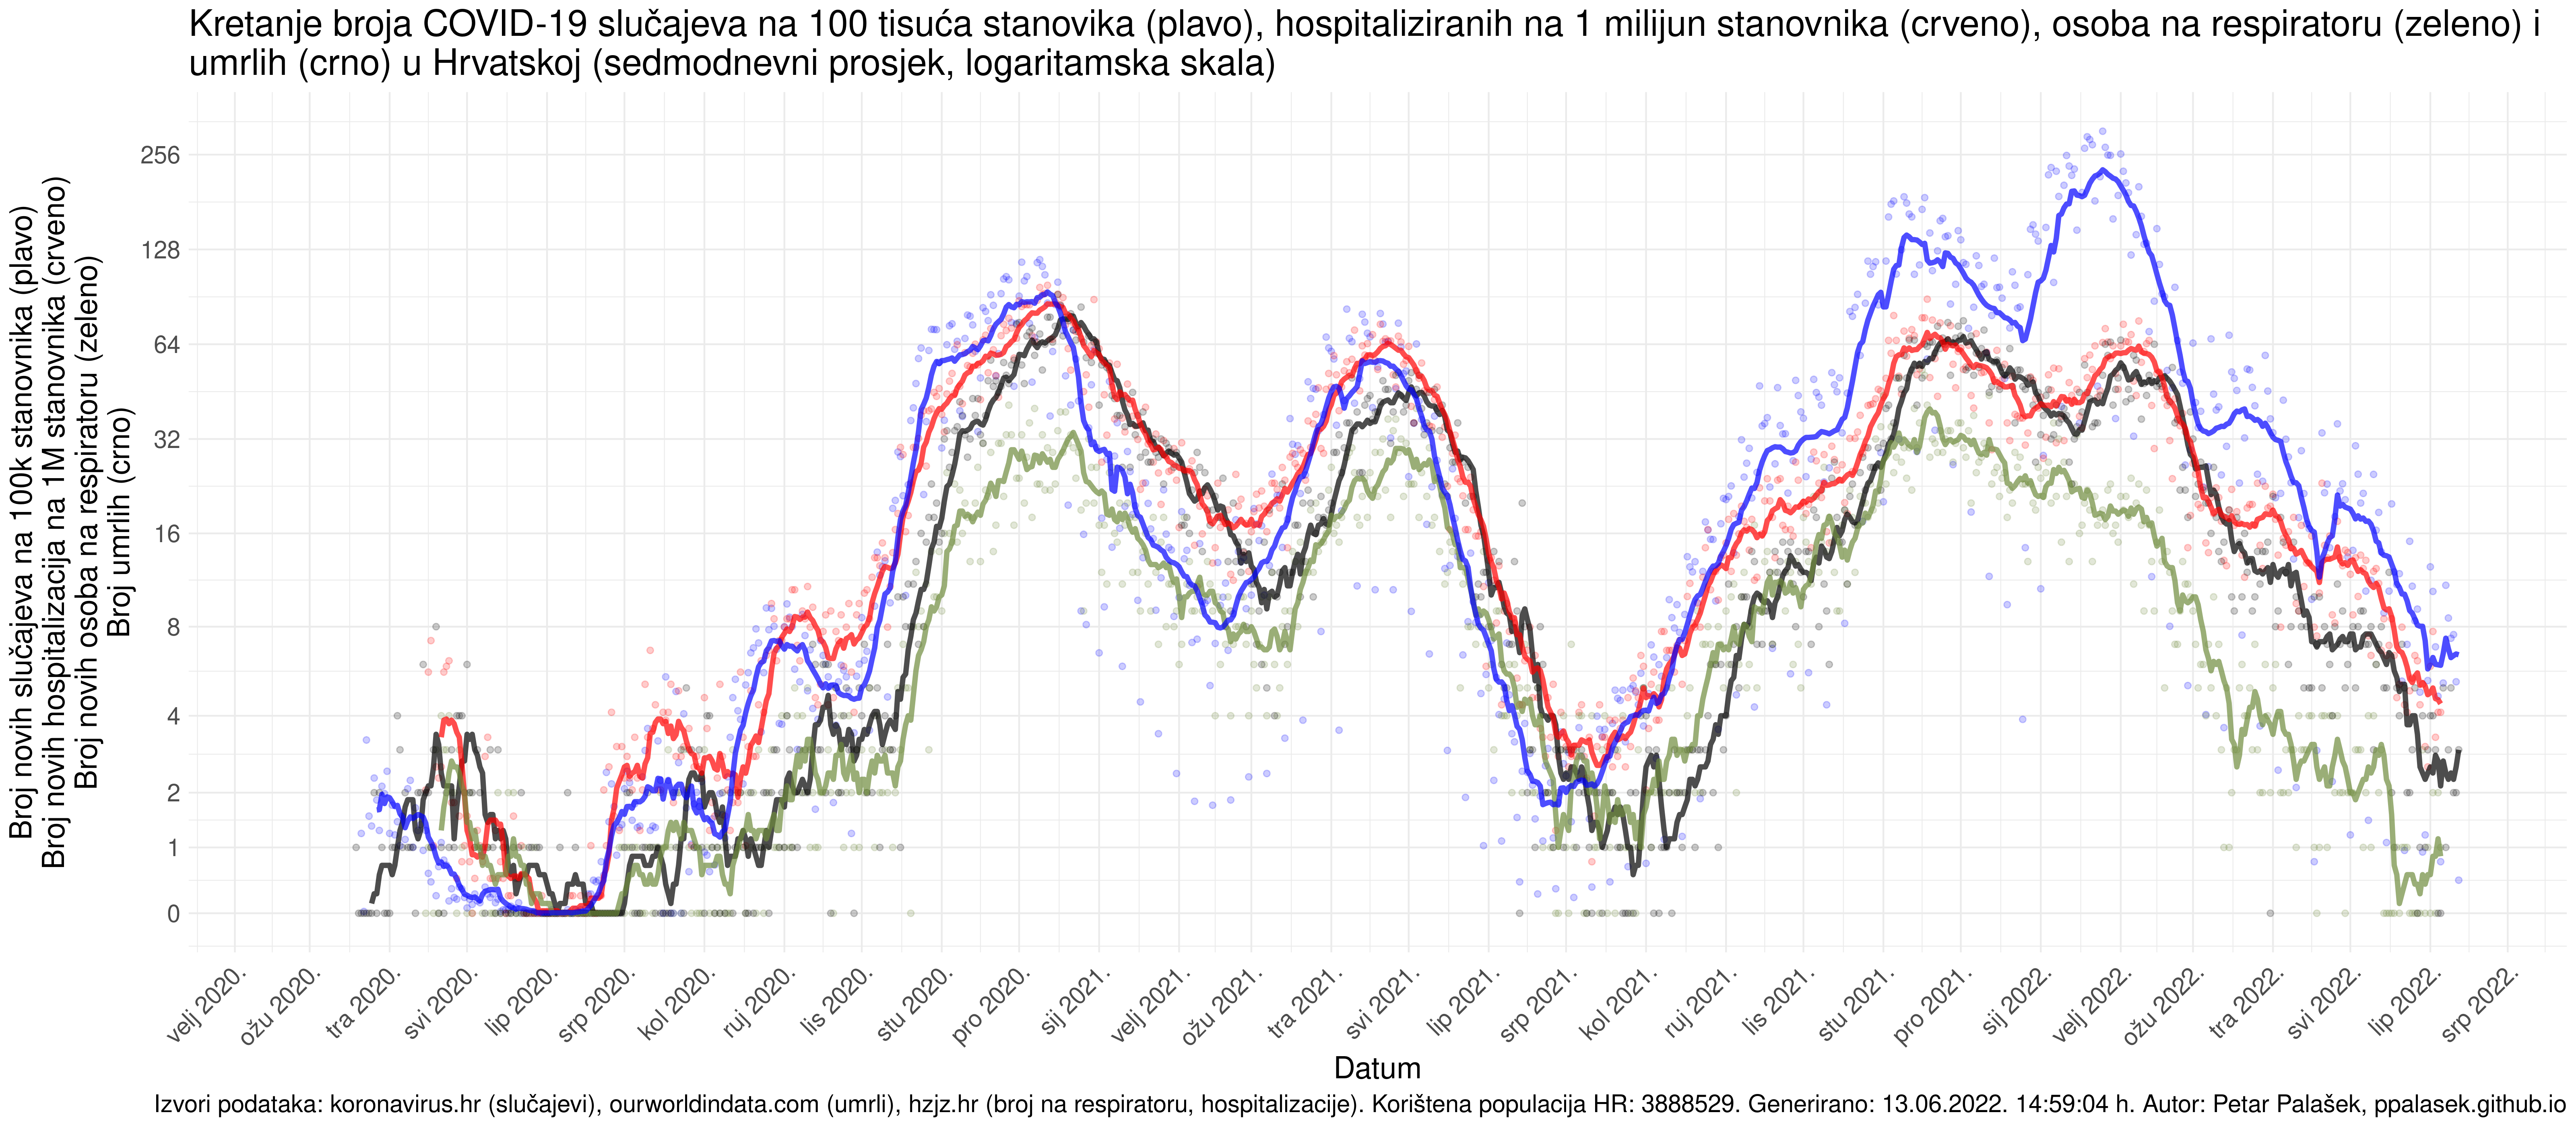 Kretanje broja COVID-19 slučajeva na 100 tisuća stanovika (plavo), hospitaliziranih na 1 milijun stanovnika (crveno), osoba na respiratoru (zeleno) i
umrlih (crno) u Hrvatskoj (sedmodnevni prosjek, logaritamska skala)
Broj novih slučajeva na 100k stanovnika (plavo)
Broj novih hospitalizacija na 1M stanovnika (crveno)
Broj novih osoba na respiratoru (zeleno)
Broj umrlih (crno)
256
128
64
32
16
8
4
2
1
0
velj 2020.
ožu 2020.
tra 2020.
svi 2020.
lip 2020.
srp 2020.
kol 2020.
ruj 2020.
lis 2020.
stu 2020.
pro 2020.
sij 2021.
velj 2021.
ožu 2021.
tra 2021.
svi 2021.
lip 2021.
srp 2021.
kol 2021.
ruj 2021.
lis 2021.
stu 2021.
pro 2021.
sij 2022.
velj 2022.
ožu 2022.
tra 2022.
svi 2022.
lip 2022.
srp 2022.
Datum
Izvori podataka: koronavirus.hr (slučajevi), ourworldindata.com (umrli), hzjz.hr (broj na respiratoru, hospitalizacije). Korištena populacija HR: 3888529. Generirano: 13.06.2022. 14:59:04 h. Autor: Petar Palašek, ppalasek.github.io